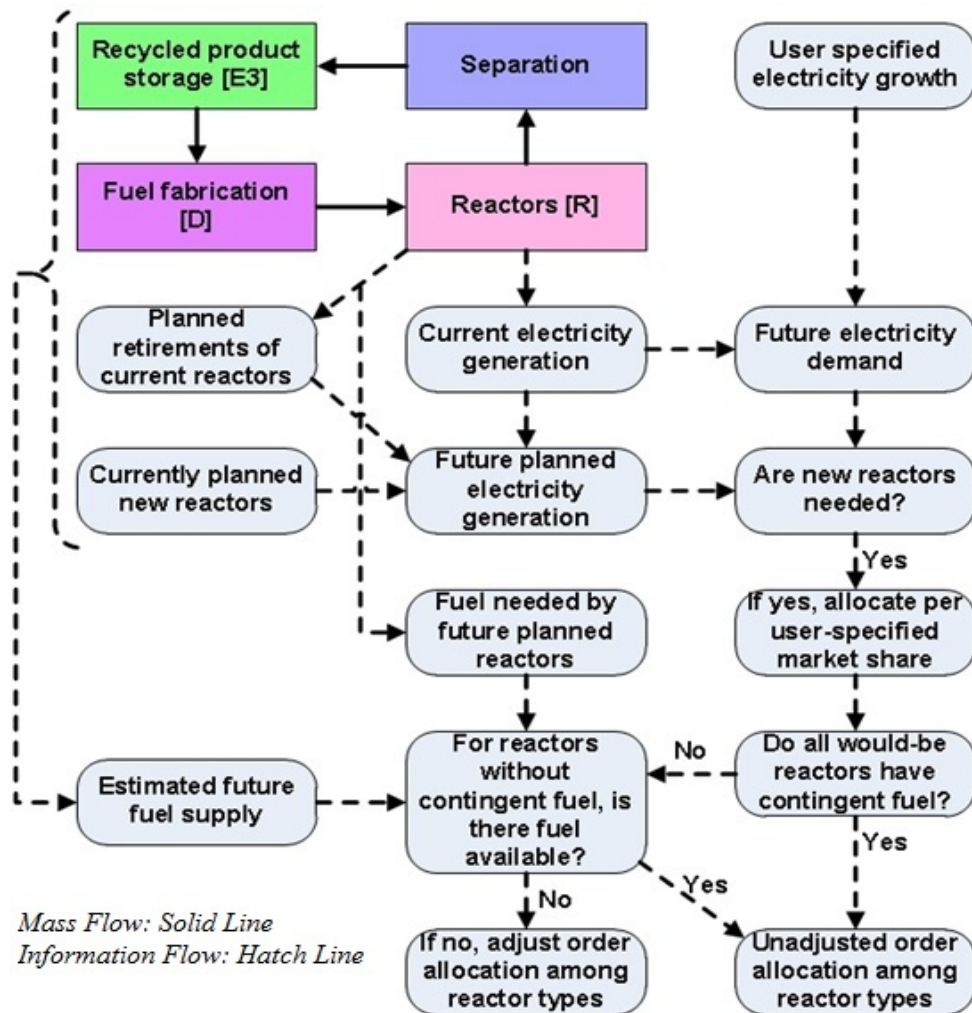 Recycled product
storage [E3]
Separation
User specified
electricity growth
Fuel fabrication
[D]
Reactors [R]
Planned
retirements of
current reactors
Current electricity
generation
Future electricity
demand
Currently planned
new reactors
Future planned
electricity
generation
Are new reactors
needed?
Yes
Fuel needed by
future planned
reactors
If yes, allocate per
user-specified
market share
Estimated future
fuel supply
For reactors
without
contingent fuel, is
there fuel
available?
No
Do all would-be
reactors have
contingent fuel?
Yes
Yes
No
Mass Flow: Solid Line
Information Flow: Hatch Line
If no, adjust order
allocation among
reactor types
Unadjusted order
allocation among
reactor types